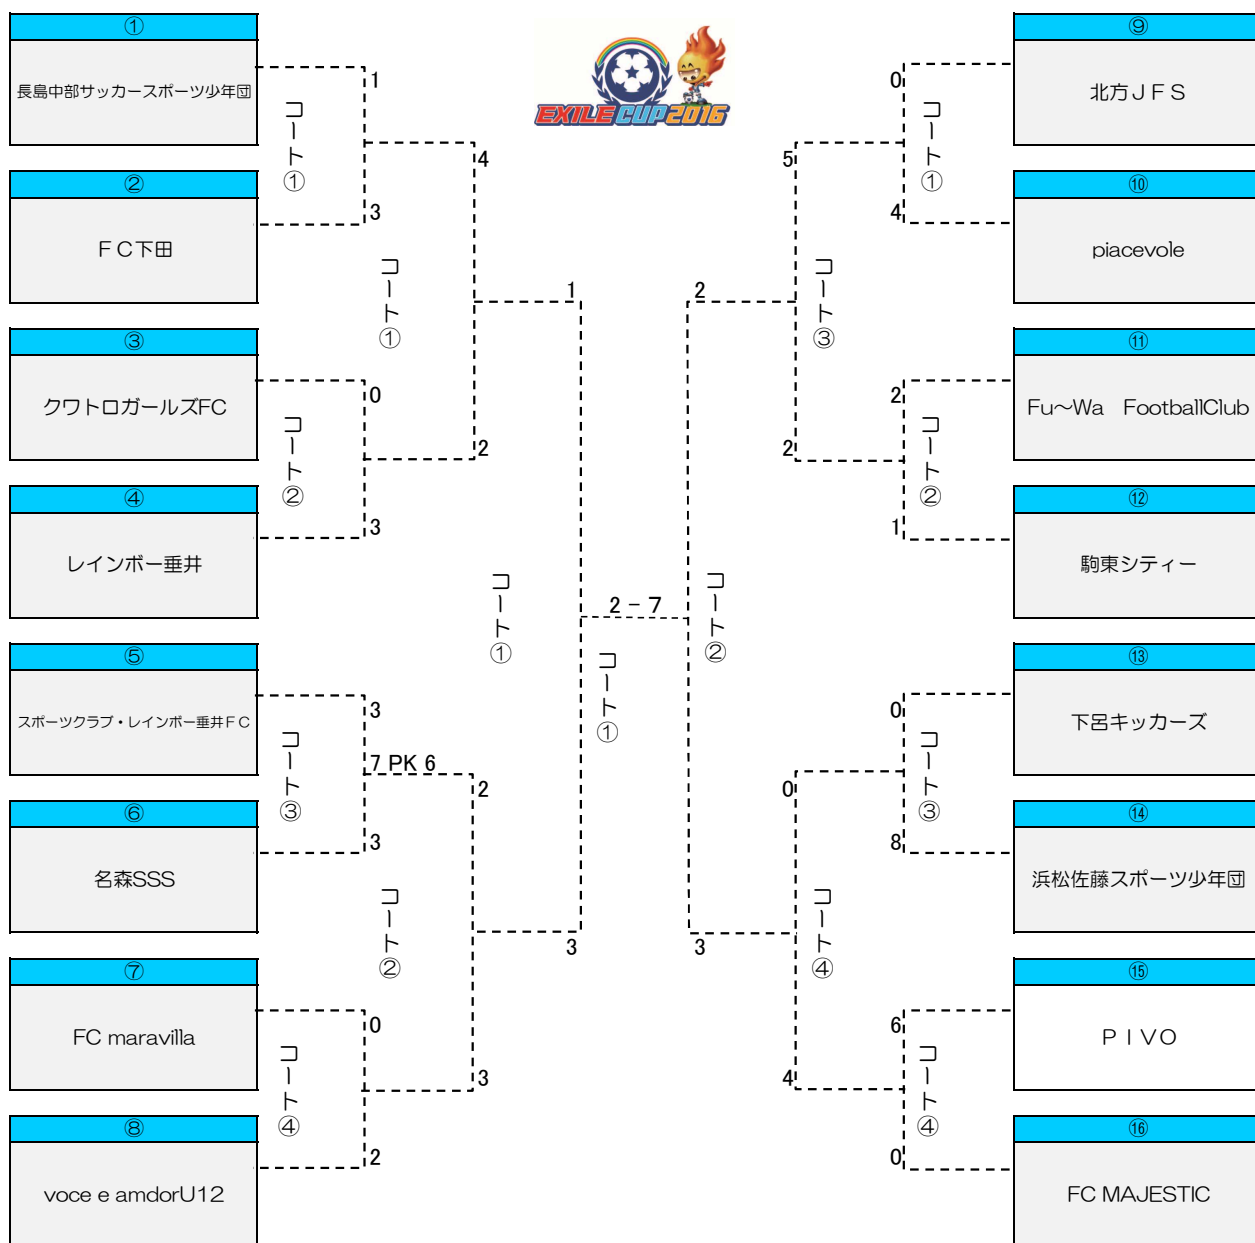 ①
長島中部サッカースポーツ少年団
②
ＦＣ下田
③
クワトロガールズFC
④
レインボー垂井
⑤
スポーツクラブ・レインボー垂井ＦＣ
⑥
名森SSS
⑦
FC maravilla
⑧
voce e amdorU12
1
コート①
3
0
コート②
3
3
コート③
7 PK 6
3
0
コート④
2
4
コート①
2
2
コート②
3
1
コート①
3
EXILE CUP 2016
2 - 7
コート①
2
コート②
3
5
コート③
2
0
コート④
4
0
コート①
4
2
コート②
1
0
コート③
8
6
コート④
0
⑨
北方ＪＦＳ
⑩
piacevole
⑪
Fu～Wa　FootballClub
⑫
駒東シティー
⑬
下呂キッカーズ
⑭
浜松佐藤スポーツ少年団
⑮
ＰＩＶＯ
⑯
FC MAJESTIC